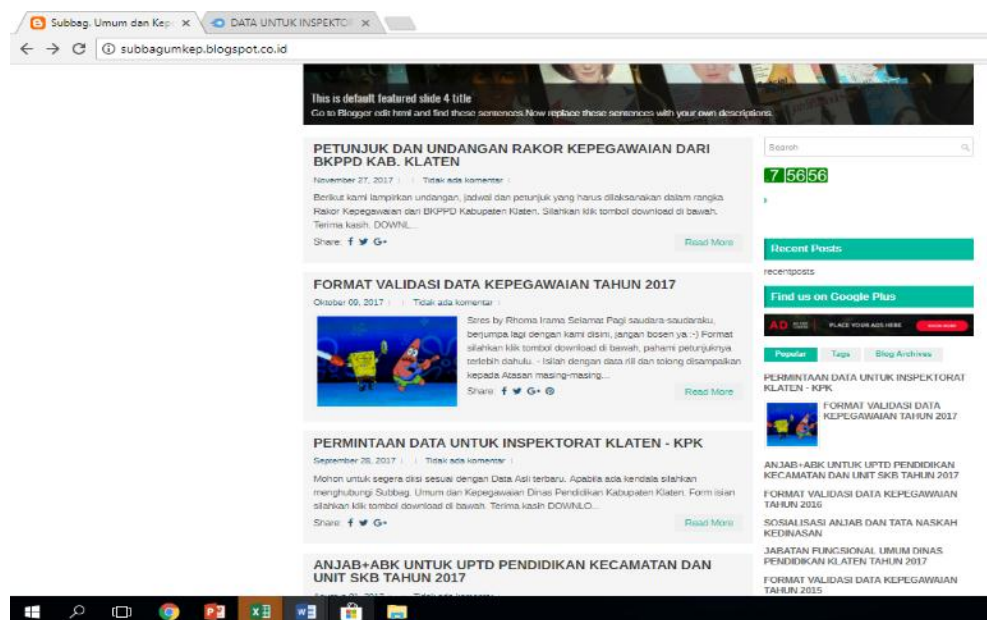 Subbag. Umum dan Kep
DATA UNTUK INSPEKTOR
subbagumkep.blogspot.co.id
This is default featured slide 4 title
Go to Blogger edit html and find these sentences.Now replace these sentences with your own descriptions.
PETUNJUK DAN UNDANGAN RAKOR KEPEGAWAIAN DARI
BKPPD KAB. KLATEN
November 27, 2017 Tidak ada komentar
Berikut kami lampirkan undangan, jadwal dan petunjuk yang harus dilaksanakan dalam rangka
Rakor Kepegawaian dari BKPPD Kabupaten Klaten. Silahkan klik tombol download di bawah.
Terima kasih. DOWNL...
Share: f G+
Read More
FORMAT VALIDASI DATA KEPEGAWAIAN TAHUN 2017
Oktober 09, 2017 Tidak ada komentar
Stres by Rhoma Irama Selamat Pagi saudara-saudaraku,
berjumpa lagi dengan kami disini, jangan bosen ya :-) Format
silahkan klik tombol download di bawah, pahami petunjuknya
terlebih dahulu. - Isilah dengan data riil dan tolong disampaikan
kepada Atasan masing-masing...
Share: f G+
Read More
PERMINTAAN DATA UNTUK INSPEKTORAT KLATEN - KPK
September 28, 2017 Tidak ada komentar
Mohon untuk segera diisi sesuai dengan Data Asli terbaru. Apabila ada kendala silahkan
menghubungi Subbag. Umum dan Kepegawaian Dinas Pendidikan Kabupaten Klaten. Form isian
silahkan klik tombol download di bawah. Terima kasih DOWNLO...
Share: f G+
Read More
ANJAB+ABK UNTUK UPTD PENDIDIKAN KECAMATAN DAN
UNIT SKB TAHUN 2017
Search
7 5656
Recent Posts
recentposts
Find us on Google Plus
AD PLACE YOUR ADS HERE
Popular Tags Blog Archives
PERMINTAAN DATA UNTUK INSPEKTORAT
KLATEN - KPK
FORMAT VALIDASI DATA
KEPEGAWAIAN TAHUN 2017
ANJAB+ABK UNTUK UPTD PENDIDIKAN
KECAMATAN DAN UNIT SKB TAHUN 2017
FORMAT VALIDASI DATA KEPEGAWAIAN
TAHUN 2016
SOSIALISASI ANJAB DAN TATA NASKAH
KEDINASAN
JABATAN FUNGSIONAL UMUM DINAS
PENDIDIKAN KLATEN TAHUN 2017
FORMAT VALIDASI DATA KEPEGAWAIAN
TAHUN 2015